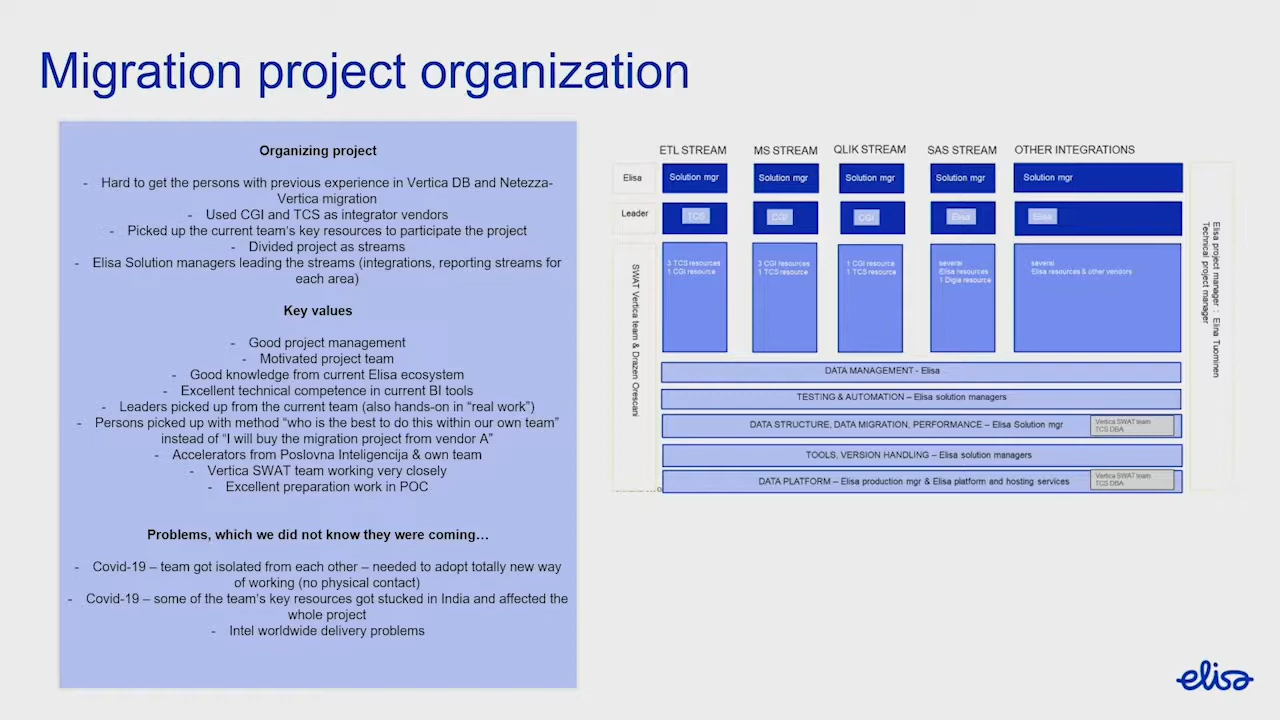 Migration project organization
Organizing project
- Hard to get the persons with previous experience in Vertica DB and Netezza-
Vertica migration
- Used CGI and TCS as integrator vendors
- Picked up the current team's key resources to participate the project
- Divided project as streams
- Elisa Solution managers leading the streams (integrations, reporting streams for
each area)
Key values
- Good project management
- Motivated project team
- Good knowledge from current Elisa ecosystem
- Excellent technical competence in current BI tools
- Leaders picked up from the current team (also hands-on in “real work”)
- Persons picked up with method “who is the best to do this within our own team”
instead of “I will buy the migration project from vendor A”
- Accelerators from Poslovna Inteligencija & own team
- Vertica SWAT team working very closely
- Excellent preparation work in POC
Problems, which we did not know they were coming…
- Covid-19 – team got isolated from each other – needed to adopt totally new way
of working (no physical contact)
- Covid-19 – some of the team's key resources got stucked in India and affected the
whole project
- Intel worldwide delivery problems
ETL STREAM MS STREAM QLIK STREAM SAS STREAM OTHER INTEGRATIONS
Elisa Solution mgr Solution mgr Solution mgr Solution mgr Solution mgr
Leader TCS CGI CGI Elisa Elisa
SWAT Vertica team & Drazen Orescani
3 TCS resources
1 CGI resource
3 CGI resources
1 TCS resource
1 CGI resource
1 TCS resource
several
Elisa resources
1 Digia resource
several
Elisa resources & other vendors
Elisa project manager : Elina Tuominen
Technical project manager
DATA MANAGEMENT - Elisa
TESTING & AUTOMATION – Elisa solution managers
DATA STRUCTURE, DATA MIGRATION, PERFORMANCE – Elisa Solution mgr
Vertica SWAT team
TCS DBA
TOOLS, VERSION HANDLING – Elisa solution managers
DATA PLATFORM – Elisa production mgr & Elisa platform and hosting services
Vertica SWAT team
TCS DBA
elisa